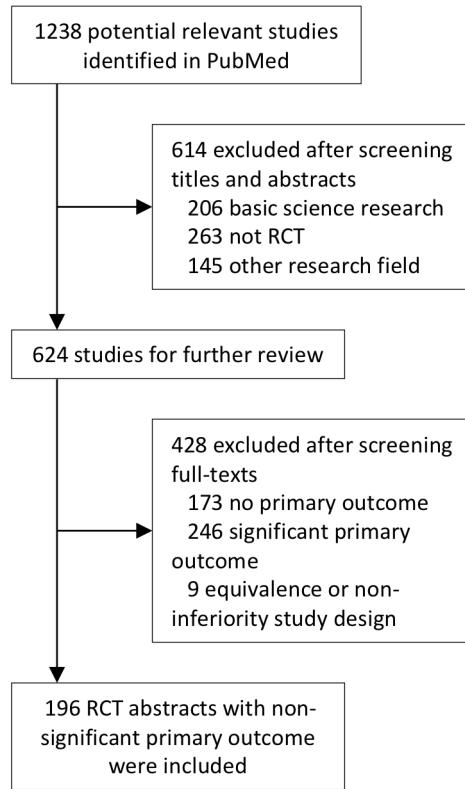 1238 potential relevant studies
identified in PubMed
614 excluded after screening
titles and abstracts
206 basic science research
263 not RCT
145 other research field
624 studies for further review
428 excluded after screening
full-texts
173 no primary outcome
246 significant primary
outcome
9 equivalence or non-
inferiority study design
196 RCT abstracts with non-
significant primary outcome
were included